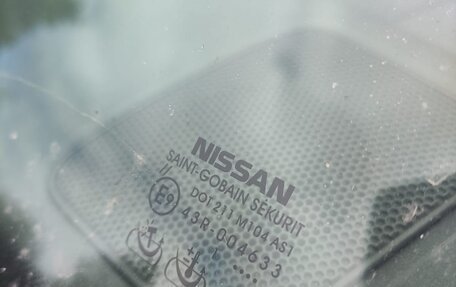 NISSAN
SAINT-GOBAIN SEKURIT
DOT 211 M104 AS1
E9 43R-004633